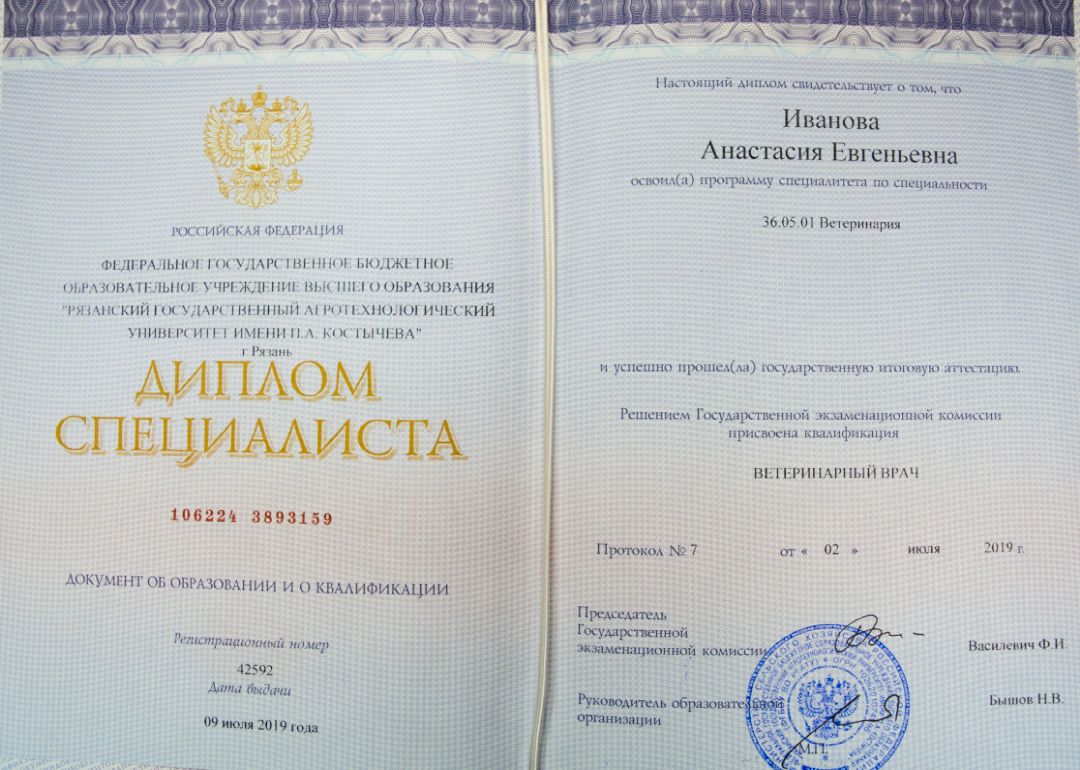 РОССИЙСКАЯ ФЕДЕРАЦИЯ
ФЕДЕРАЛЬНОЕ ГОСУДАРСТВЕННОЕ БЮДЖЕТНОЕ
ОБРАЗОВАТЕЛЬНОЕ УЧРЕЖДЕНИЕ ВЫСШЕГО ОБРАЗОВАНИЯ
"РЯЗАНСКИЙ ГОСУДАРСТВЕННЫЙ АГРОТЕХНОЛОГИЧЕСКИЙ
УНИВЕРСИТЕТ ИМЕНИ П.А. КОСТЫЧЕВА"
г Рязань
ДИПЛОМ
СПЕЦИАЛИСТА
106224 3893159
ДОКУМЕНТ ОБ ОБРАЗОВАНИИ И О КВАЛИФИКАЦИИ
Регистрационный номер
42592
Дата выдачи
09 июля 2019 года
Настоящий диплом свидетельствует о том, что
Иванова
Анастасия Евгеньевна
освоил(а) программу специалитета по специальности
36.05.01 Ветеринария
и успешно прошел(ла) государственную итоговую аттестацию.
Решением Государственной экзаменационной комиссии
присвоена квалификация
ВЕТЕРИНАРНЫЙ ВРАЧ
Протокол № 7 от « 02 » июля 2019 г.
Председатель
Государственной
экзаменационной комиссии Василевич Ф.И.
Руководитель образовательной Бышов Н.В.
организации
М.П.